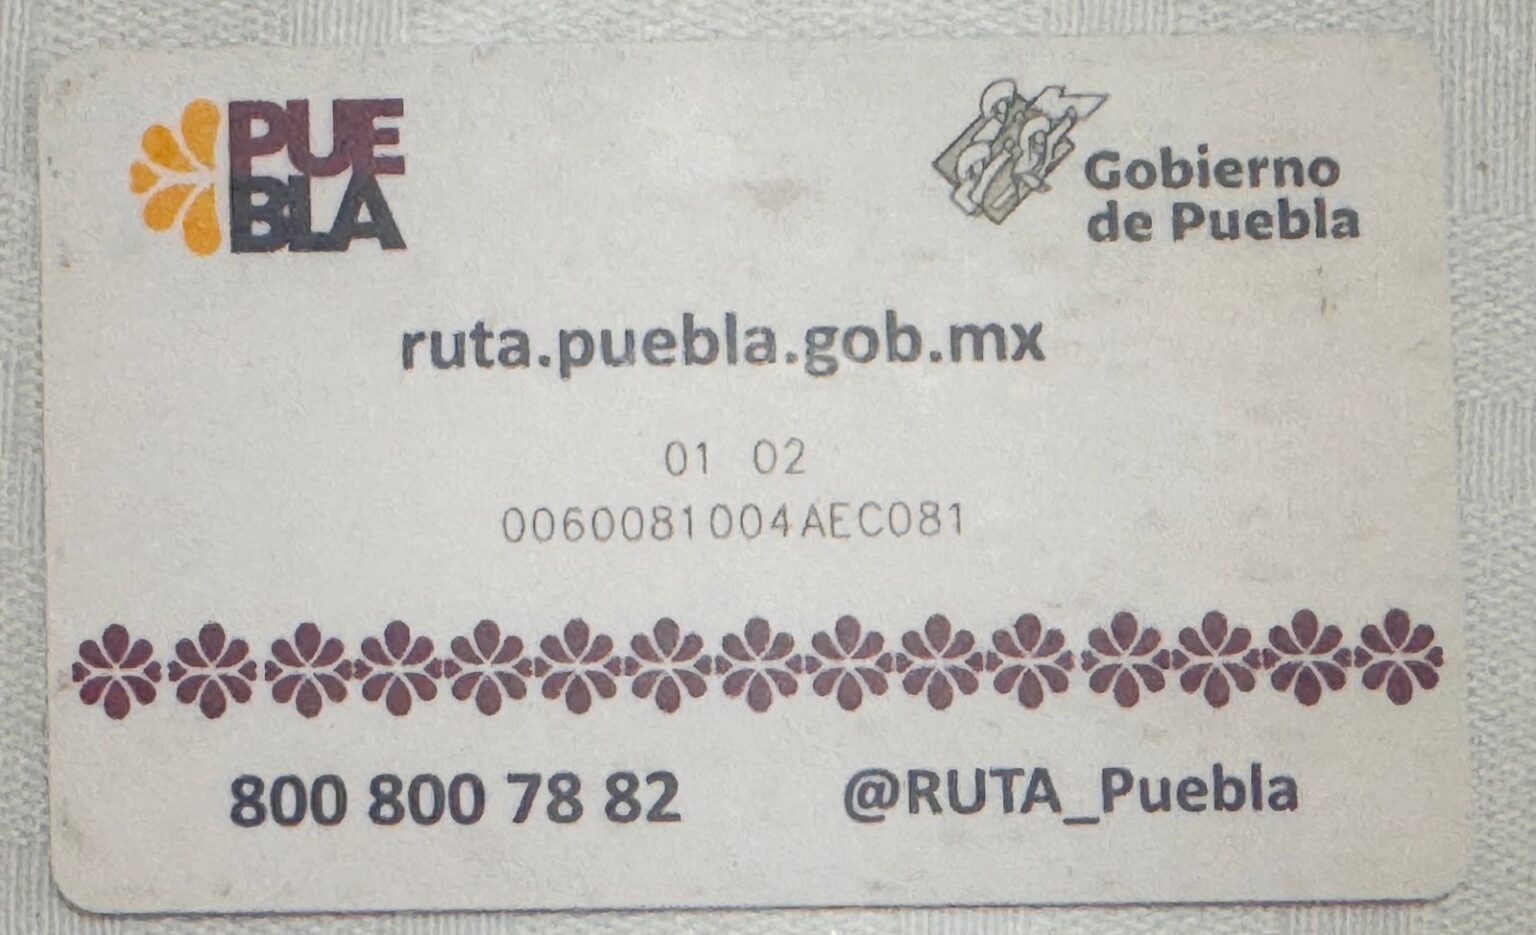 PUE
BLA
Gobierno
de Puebla
ruta.puebla.gob.mx
01 02
0060081004AEC081
800 800 78 82
@RUTA_Puebla